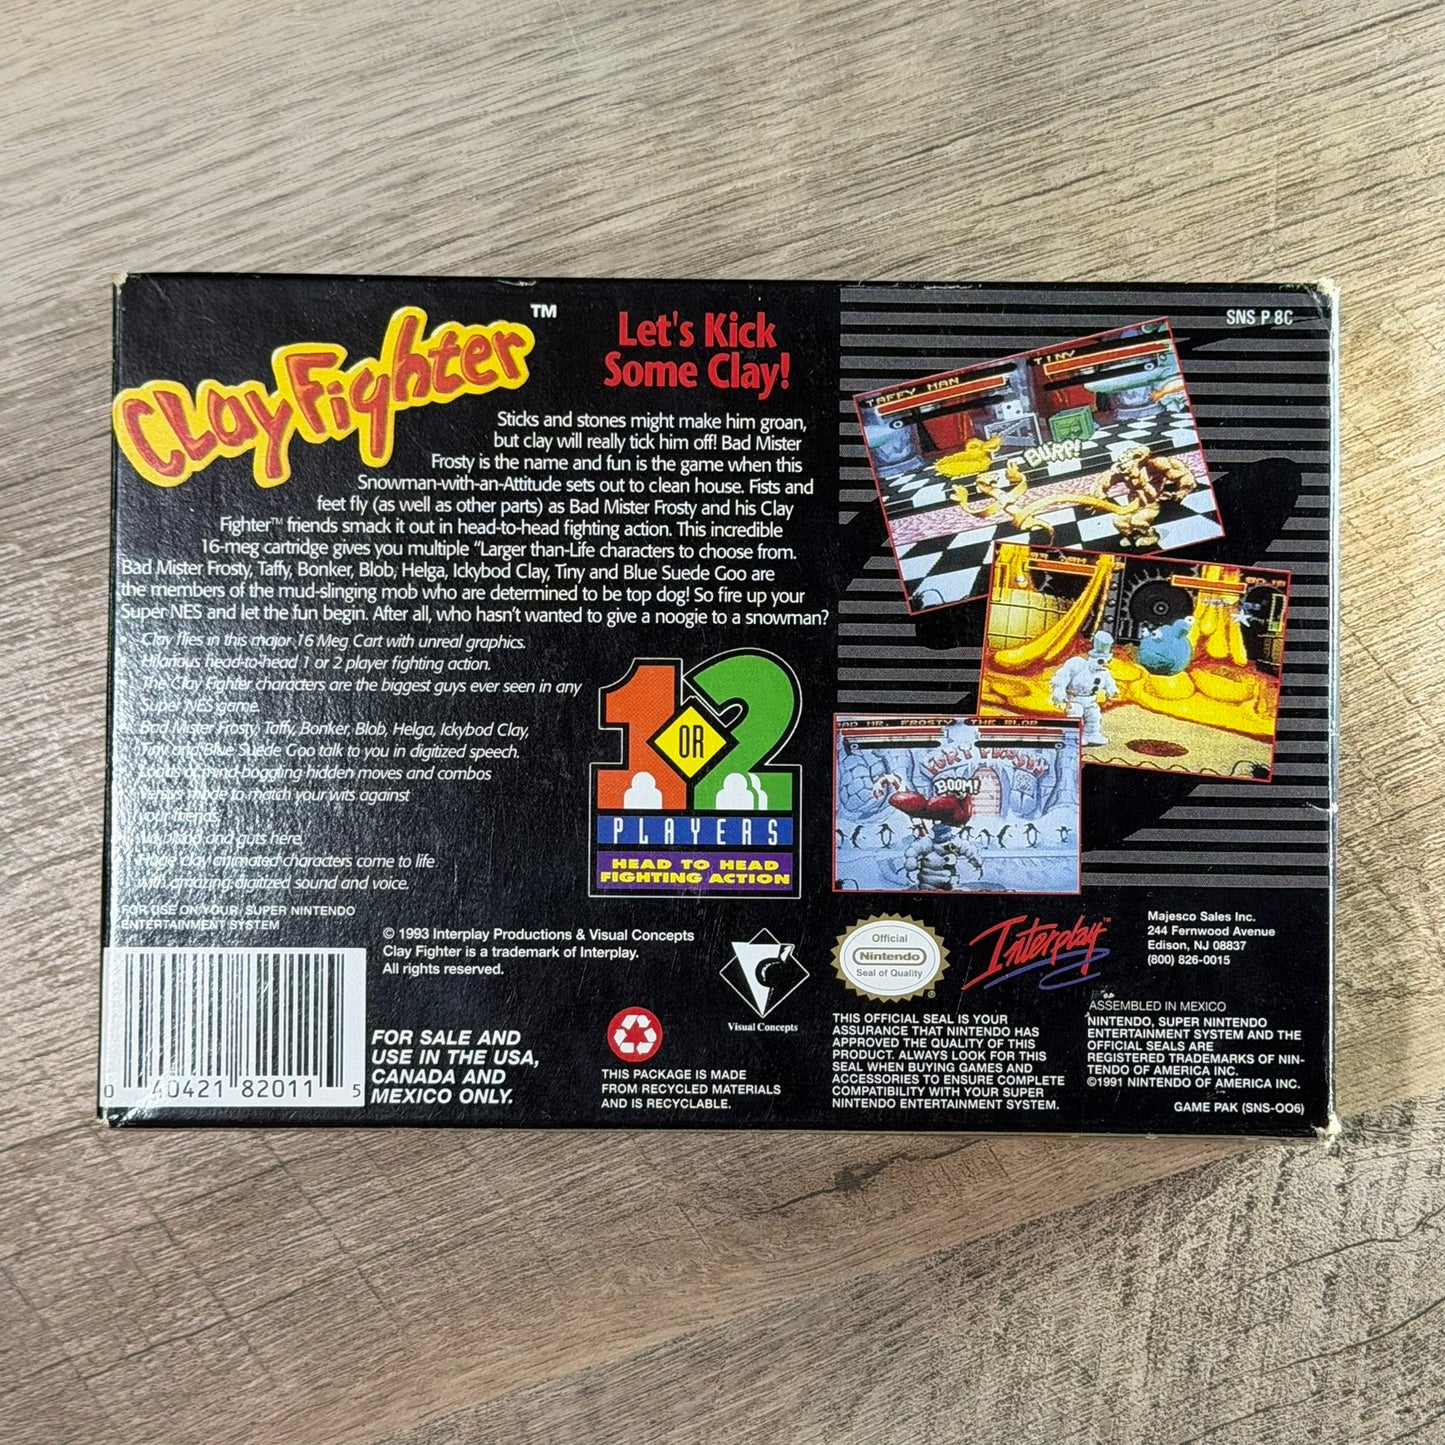 ClayFighter™
Let's Kick
Some Clay!
Sticks and stones might make him groan,
but clay will really tick him off! Bad Mister
Frosty is the name and fun is the game when this
Snowman-with-an-Attitude sets out to clean house. Fists and
feet fly (as well as other parts) as Bad Mister Frosty and his Clay
Fighter™ friends smack it out in head-to-head fighting action. This incredible
16-meg cartridge gives you multiple "Larger than-Life characters to choose from.
Bad Mister Frosty, Taffy, Bonker, Blob, Helga, Ickybod Clay, Tiny and Blue Suede Goo are
the members of the mud-slinging mob who are determined to be top dog! So fire up your
Super NES and let the fun begin. After all, who hasn't wanted to give a noogie to a snowman?
• Clay flies in this major 16 Meg Cart with unreal graphics.
Hilarious head-to-head 1 or 2 player fighting action.
The Clay Fighter characters are the biggest guys ever seen in any
Super NES game.
Bad Mister Frosty, Taffy, Bonker, Blob, Helga, Ickybod Clay,
Tiny and Blue Suede Goo talk to you in digitized speech.
Loads of mind-boggling hidden moves and combos
Versus mode to match your wits against
your friends
No blood and guts here
Huge clay animated characters come to life
with amazing digitized sound and voice.
FOR USE ON YOUR SUPER NINTENDO
ENTERTAINMENT SYSTEM
1 OR 2
PLAYERS
HEAD TO HEAD
FIGHTING ACTION
SNS P 8C
TAFFY MAN
TINY
BURP!
BAD MR. FROSTY THE BLOB
BOOM!
© 1993 Interplay Productions & Visual Concepts
Clay Fighter is a trademark of Interplay.
All rights reserved.
Visual Concepts
Official
Nintendo
Seal of Quality
®
Interplay™
Majesco Sales Inc.
244 Fernwood Avenue
Edison, NJ 08837
(800) 826-0015
0 40421 82011 5
FOR SALE AND
USE IN THE USA,
CANADA AND
MEXICO ONLY.
THIS PACKAGE IS MADE
FROM RECYCLED MATERIALS
AND IS RECYCLABLE.
THIS OFFICIAL SEAL IS YOUR
ASSURANCE THAT NINTENDO HAS
APPROVED THE QUALITY OF THIS
PRODUCT. ALWAYS LOOK FOR THIS
SEAL WHEN BUYING GAMES AND
ACCESSORIES TO ENSURE COMPLETE
COMPATIBILITY WITH YOUR SUPER
NINTENDO ENTERTAINMENT SYSTEM.
ASSEMBLED IN MEXICO
NINTENDO, SUPER NINTENDO
ENTERTAINMENT SYSTEM AND THE
OFFICIAL SEALS ARE
REGISTERED TRADEMARKS OF NIN-
TENDO OF AMERICA INC.
©1991 NINTENDO OF AMERICA INC.
GAME PAK (SNS-OO6)